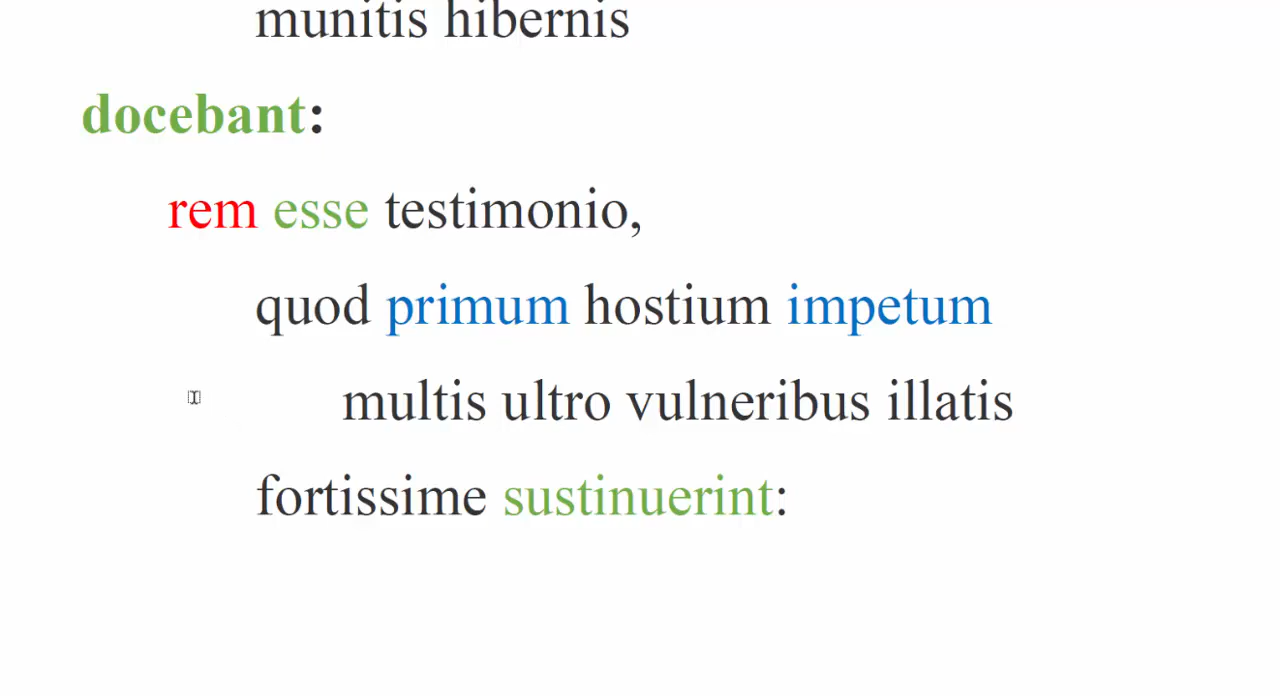 munitis hibernis
docebant:
rem esse testimonio,
quod primum hostium impetum
multis ultro vulneribus illatis
fortissime sustinuerint: